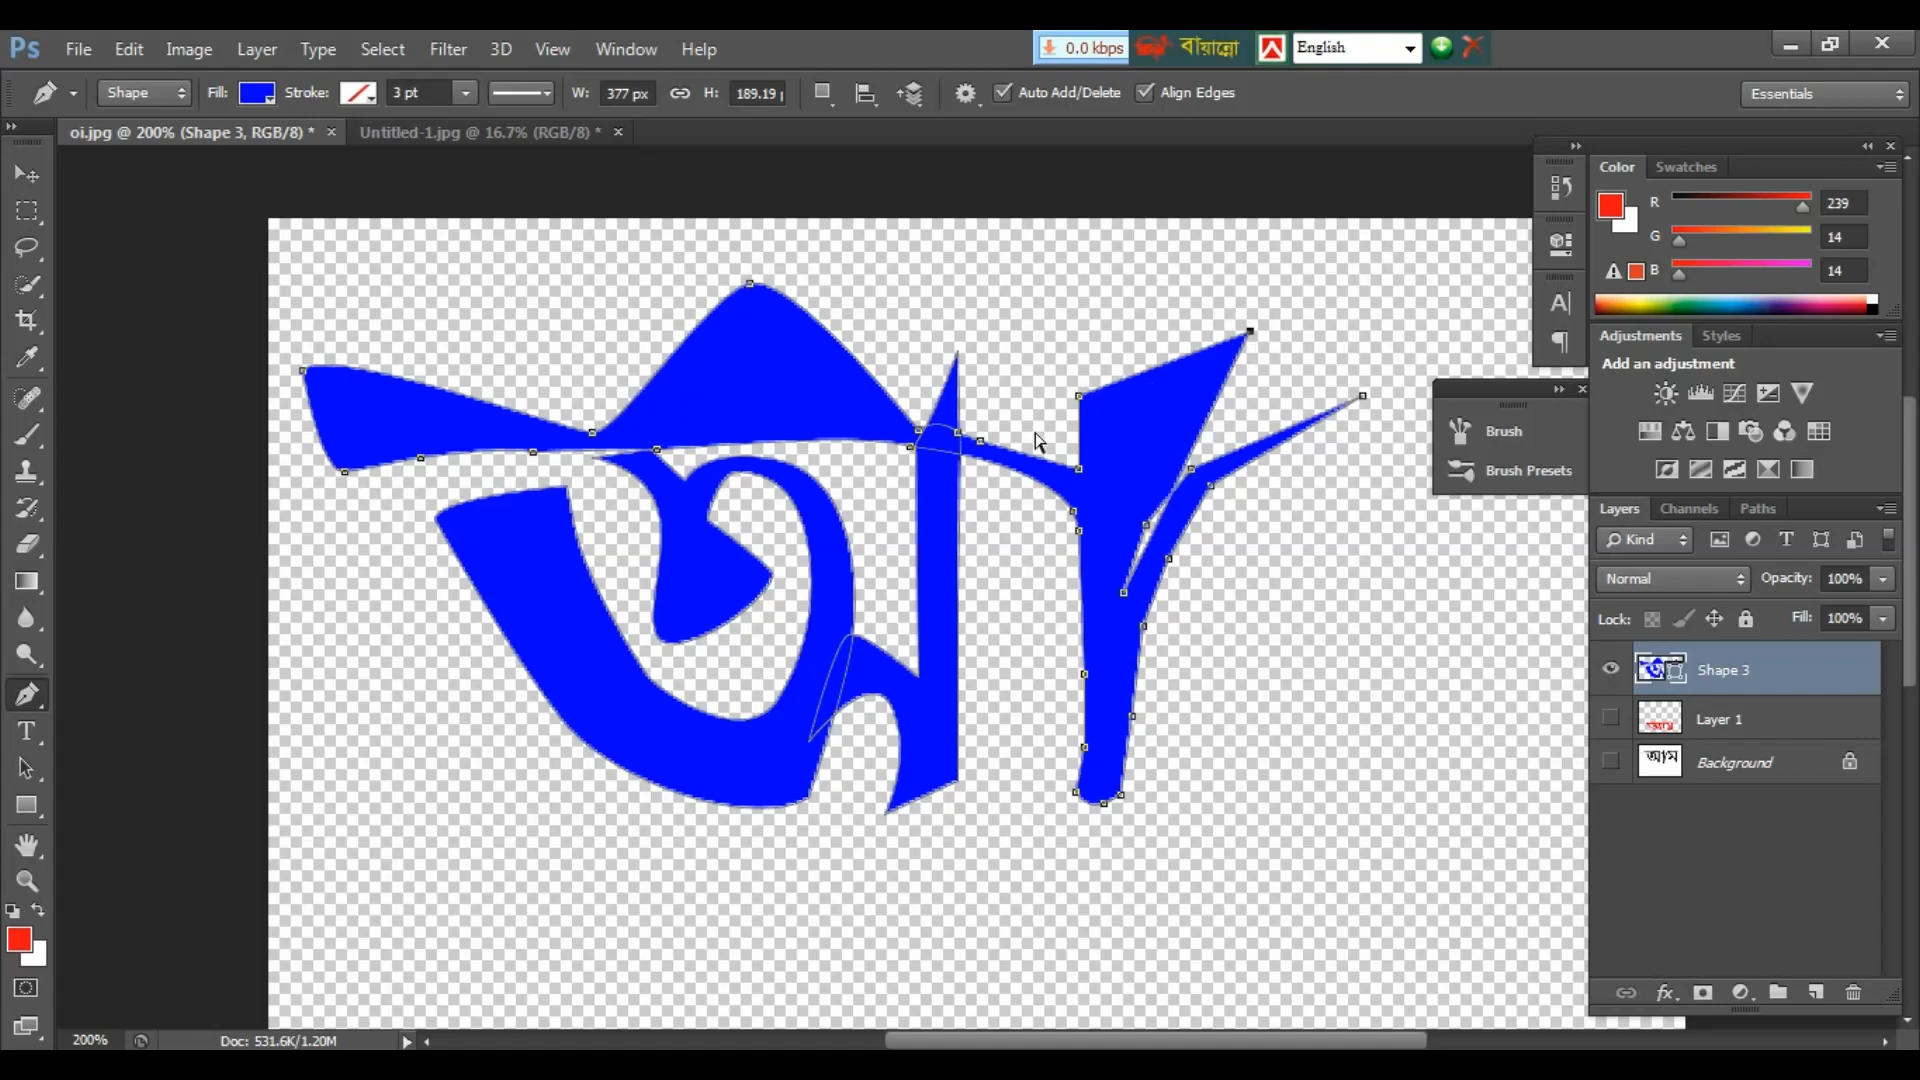 Ps File Edit Image Layer Type Select Filter 3D View Window Help
0.0 kbps বায়ান্নো English
Shape Fill: Stroke: 3 pt W: 377 px H: 189.19 Auto Add/Delete Align Edges Essentials
oi.jpg @ 200% (Shape 3, RGB/8) * × Untitled-1.jpg @ 16.7% (RGB/8) * ×
Color Swatches
R 239
G 14
B 14
Adjustments Styles
Add an adjustment
Brush
Brush Presets
Layers Channels Paths
Kind
Normal Opacity: 100%
Lock: Fill: 100%
Shape 3
Layer 1
Background
আ
200% Doc: 531.6K/1.20M